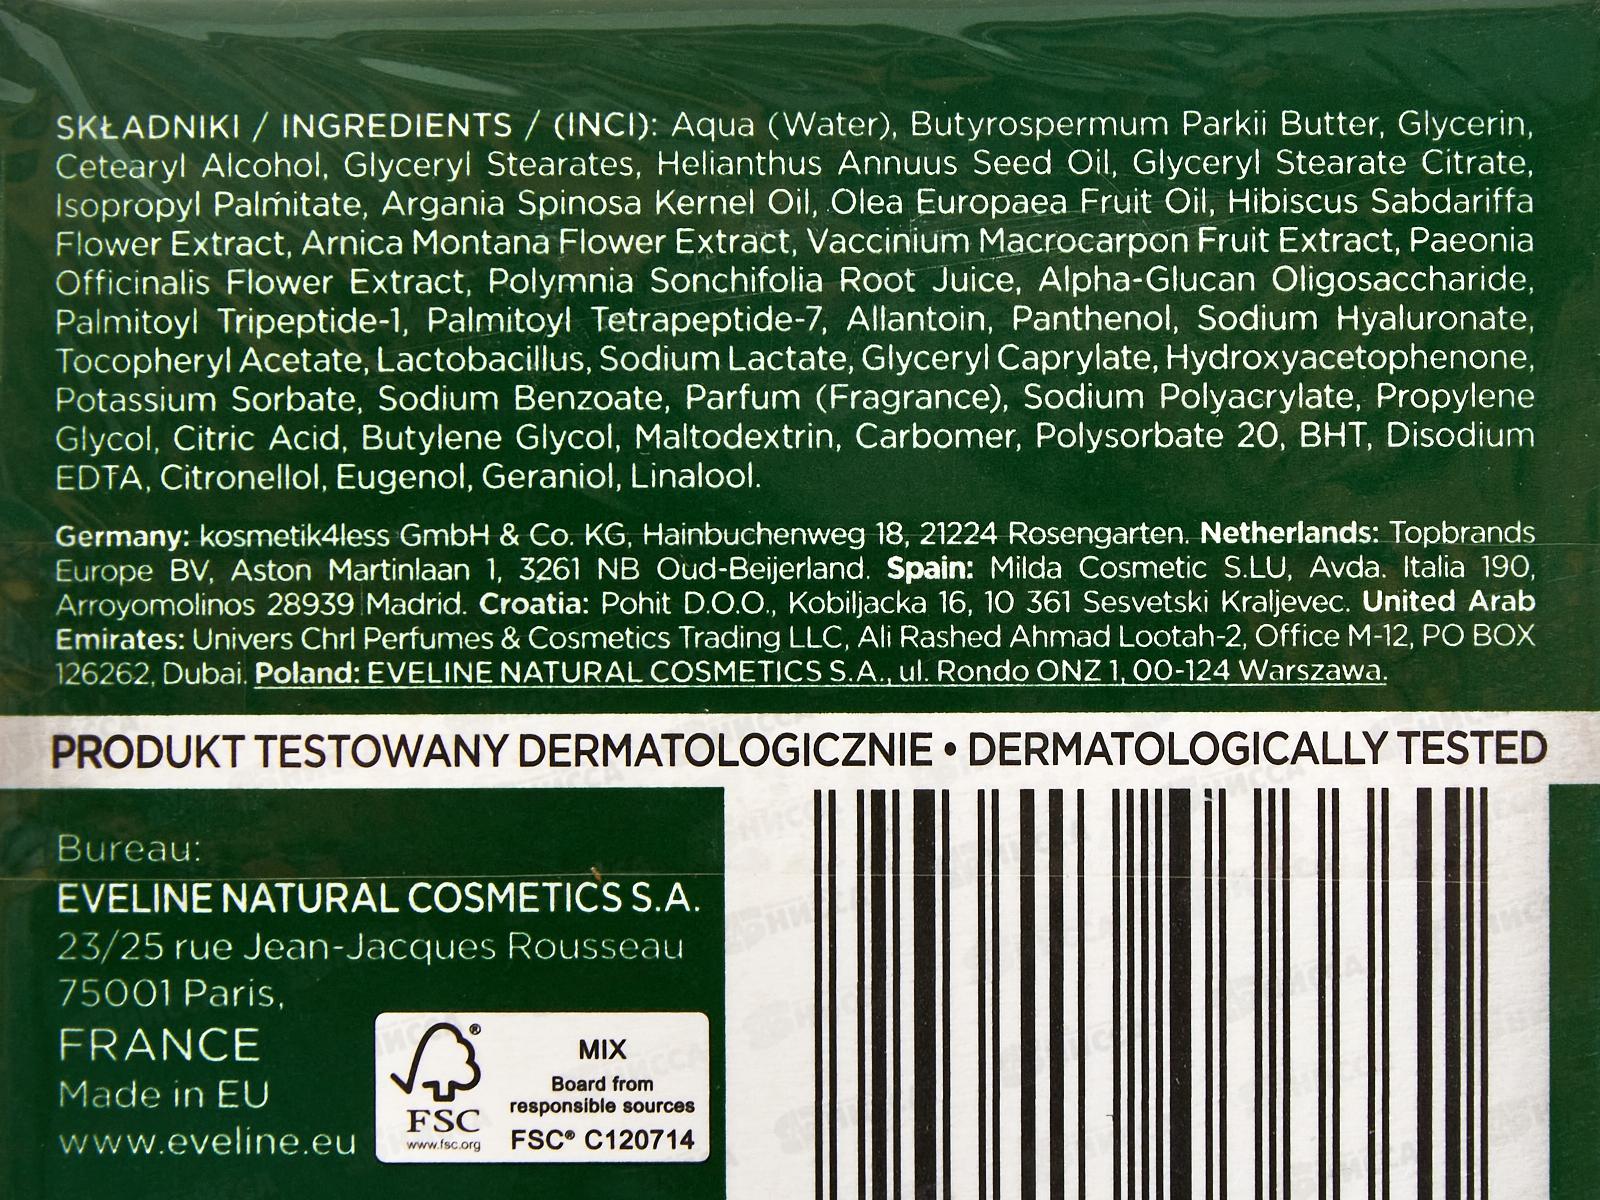 SKŁADNIKI / INGREDIENTS / (INCI): Aqua (Water), Butyrospermum Parkii Butter, Glycerin,
Cetearyl Alcohol, Glyceryl Stearates, Helianthus Annuus Seed Oil, Glyceryl Stearate Citrate,
Isopropyl Palmitate, Argania Spinosa Kernel Oil, Olea Europaea Fruit Oil, Hibiscus Sabdariffa
Flower Extract, Arnica Montana Flower Extract, Vaccinium Macrocarpon Fruit Extract, Paeonia
Officinalis Flower Extract, Polymnia Sonchifolia Root Juice, Alpha-Glucan Oligosaccharide,
Palmitoyl Tripeptide-1, Palmitoyl Tetrapeptide-7, Allantoin, Panthenol, Sodium Hyaluronate,
Tocopheryl Acetate, Lactobacillus, Sodium Lactate, Glyceryl Caprylate, Hydroxyacetophenone,
Potassium Sorbate, Sodium Benzoate, Parfum (Fragrance), Sodium Polyacrylate, Propylene
Glycol, Citric Acid, Butylene Glycol, Maltodextrin, Carbomer, Polysorbate 20, BHT, Disodium
EDTA, Citronellol, Eugenol, Geraniol, Linalool.
Germany: kosmetik4less GmbH & Co. KG, Hainbuchenweg 18, 21224 Rosengarten. Netherlands: Topbrands
Europe BV, Aston Martinlaan 1, 3261 NB Oud-Beijerland. Spain: Milda Cosmetic S.LU, Avda. Italia 190,
Arroyomolinos 28939 Madrid. Croatia: Pohit D.O.O., Kobiljacka 16, 10 361 Sesvetski Kraljevec. United Arab
Emirates: Univers Chrl Perfumes & Cosmetics Trading LLC, Ali Rashed Ahmad Lootah-2, Office M-12, PO BOX
126262, Dubai. Poland: EVELINE NATURAL COSMETICS S.A., ul. Rondo ONZ 1, 00-124 Warszawa.
PRODUKT TESTOWANY DERMATOLOGICZNIE • DERMATOLOGICALLY TESTED
Bureau:
EVELINE NATURAL COSMETICS S.A.
23/25 rue Jean-Jacques Rousseau
75001 Paris,
FRANCE
Made in EU
www.eveline.eu
FSC
www.fsc.org
MIX
Board from
responsible sources
FSC® C120714